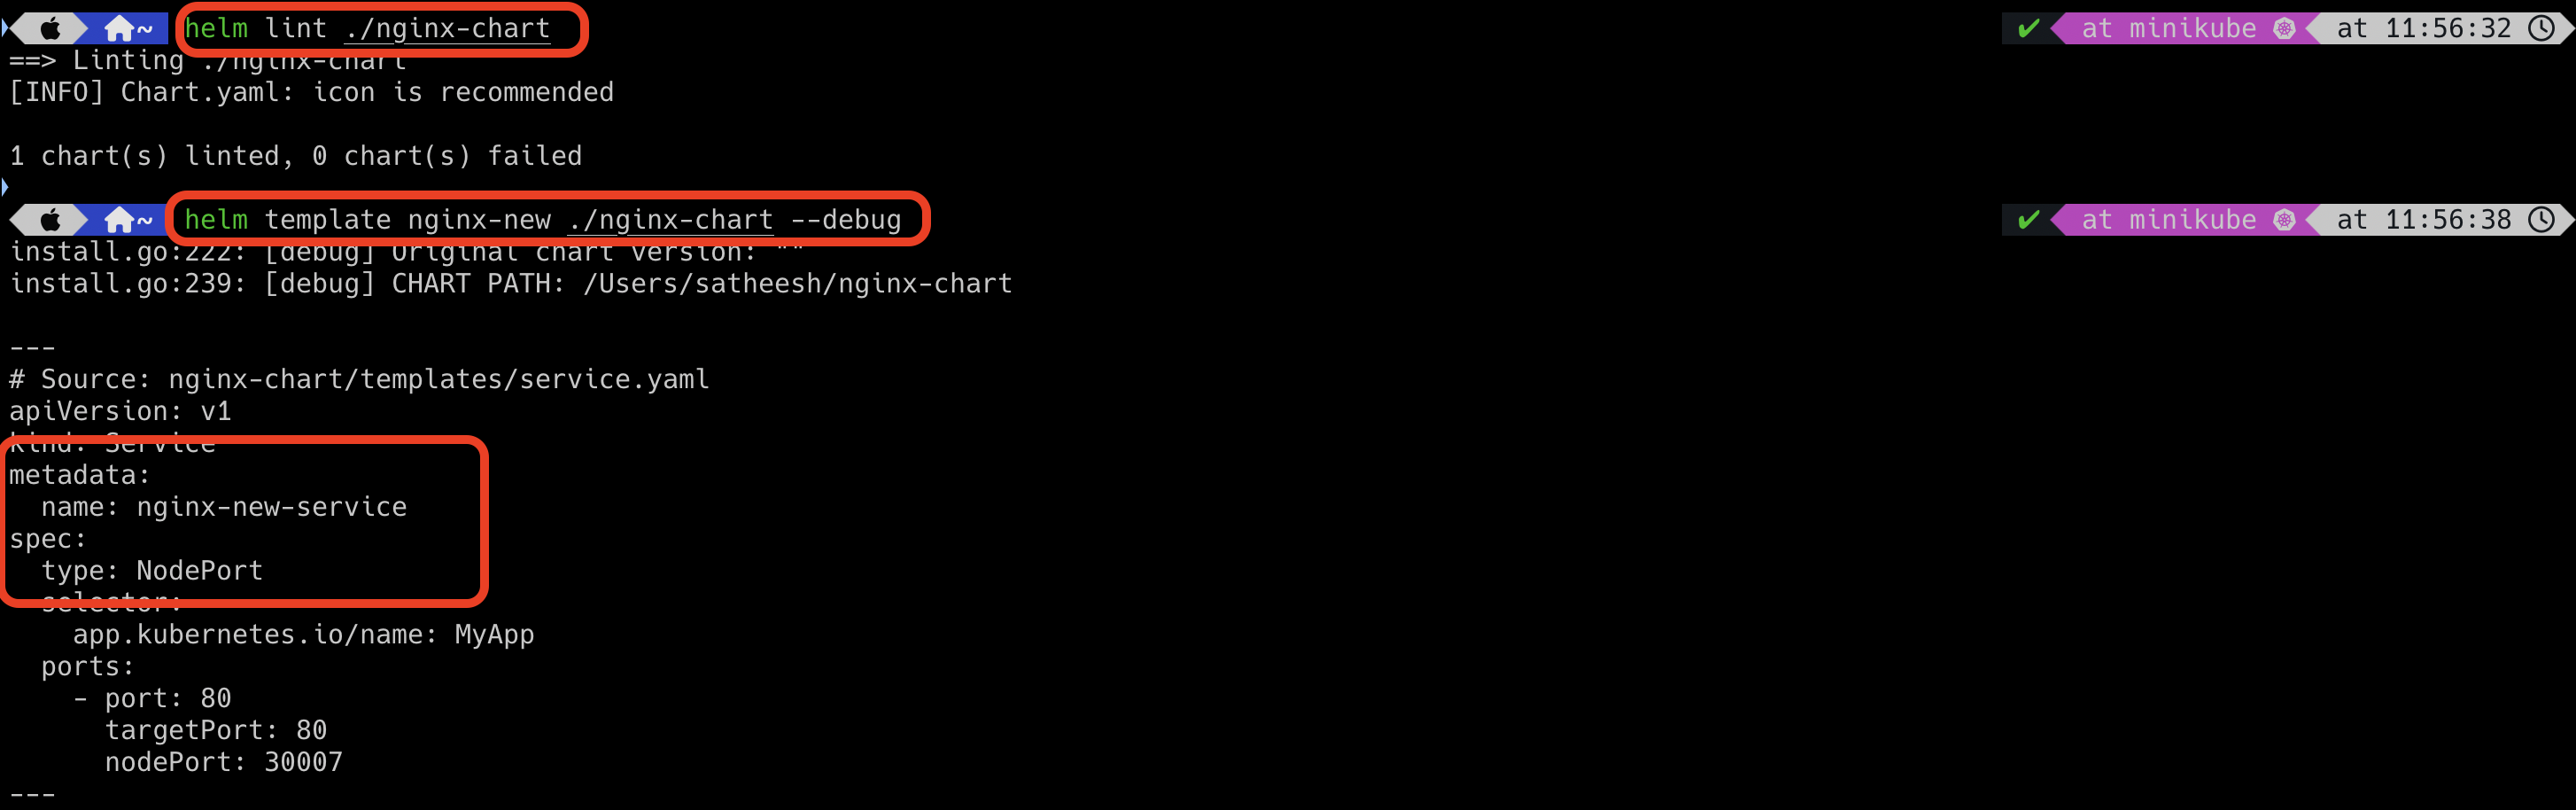 ~ helm lint ./nginx-chart ✔ at minikube at 11:56:32
==> Linting ./nginx-chart
[INFO] Chart.yaml: icon is recommended
1 chart(s) linted, 0 chart(s) failed
~ helm template nginx-new ./nginx-chart --debug ✔ at minikube at 11:56:38
install.go:222: [debug] Original chart version: ""
install.go:239: [debug] CHART PATH: /Users/satheesh/nginx-chart
---
# Source: nginx-chart/templates/service.yaml
apiVersion: v1
kind: Service
metadata:
  name: nginx-new-service
spec:
  type: NodePort
  selector:
    app.kubernetes.io/name: MyApp
  ports:
    - port: 80
      targetPort: 80
      nodePort: 30007
---